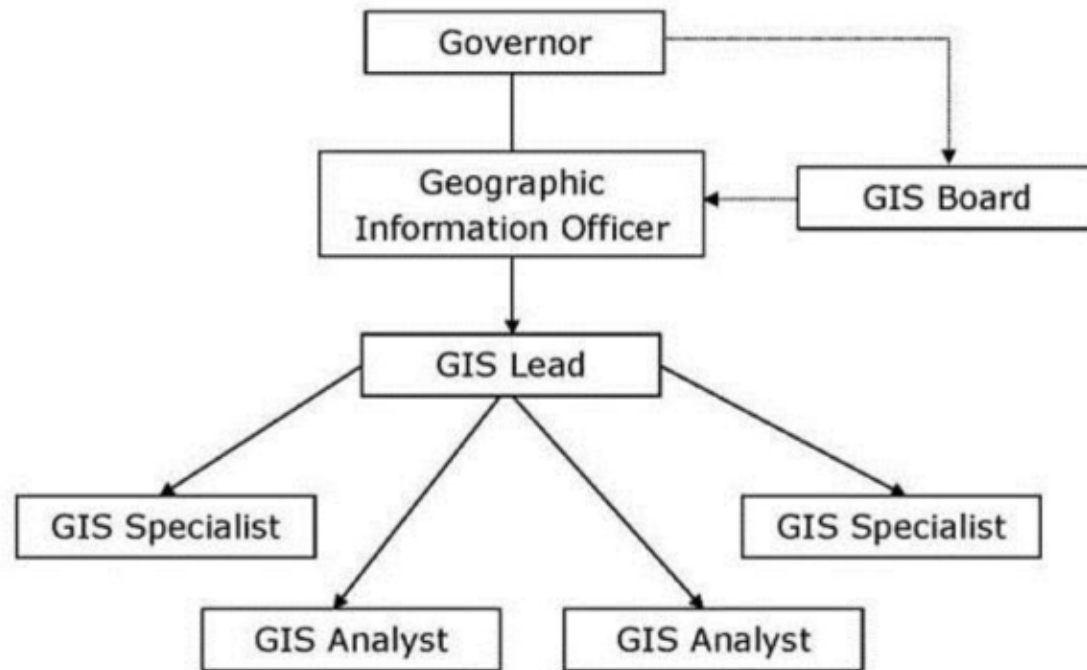 Governor
Geographic
Information Officer
GIS Board
GIS Lead
GIS Specialist
GIS Specialist
GIS Analyst
GIS Analyst